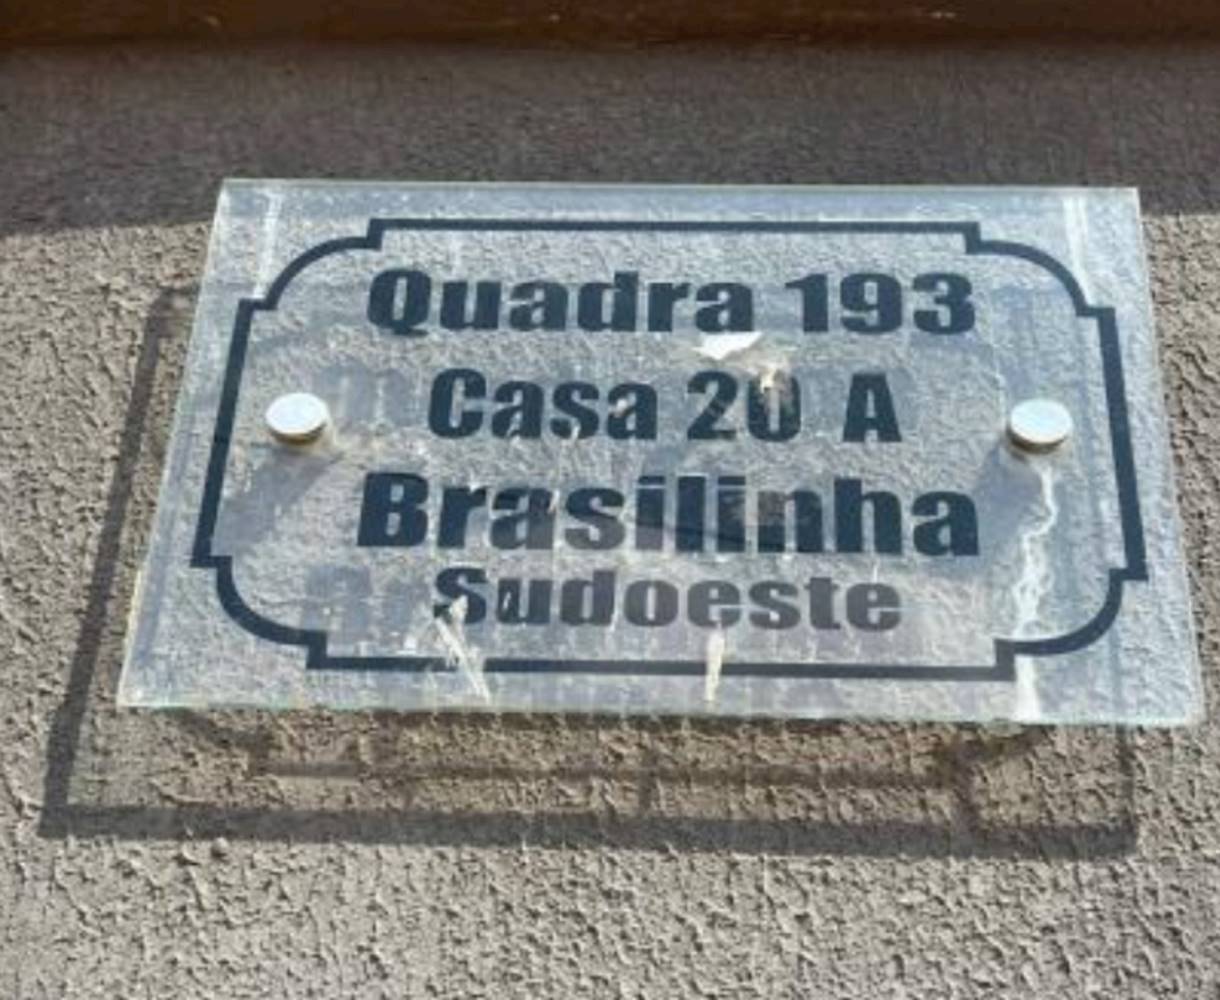 Quadra 193
Casa 20 A
Brasilinha
Sudoeste